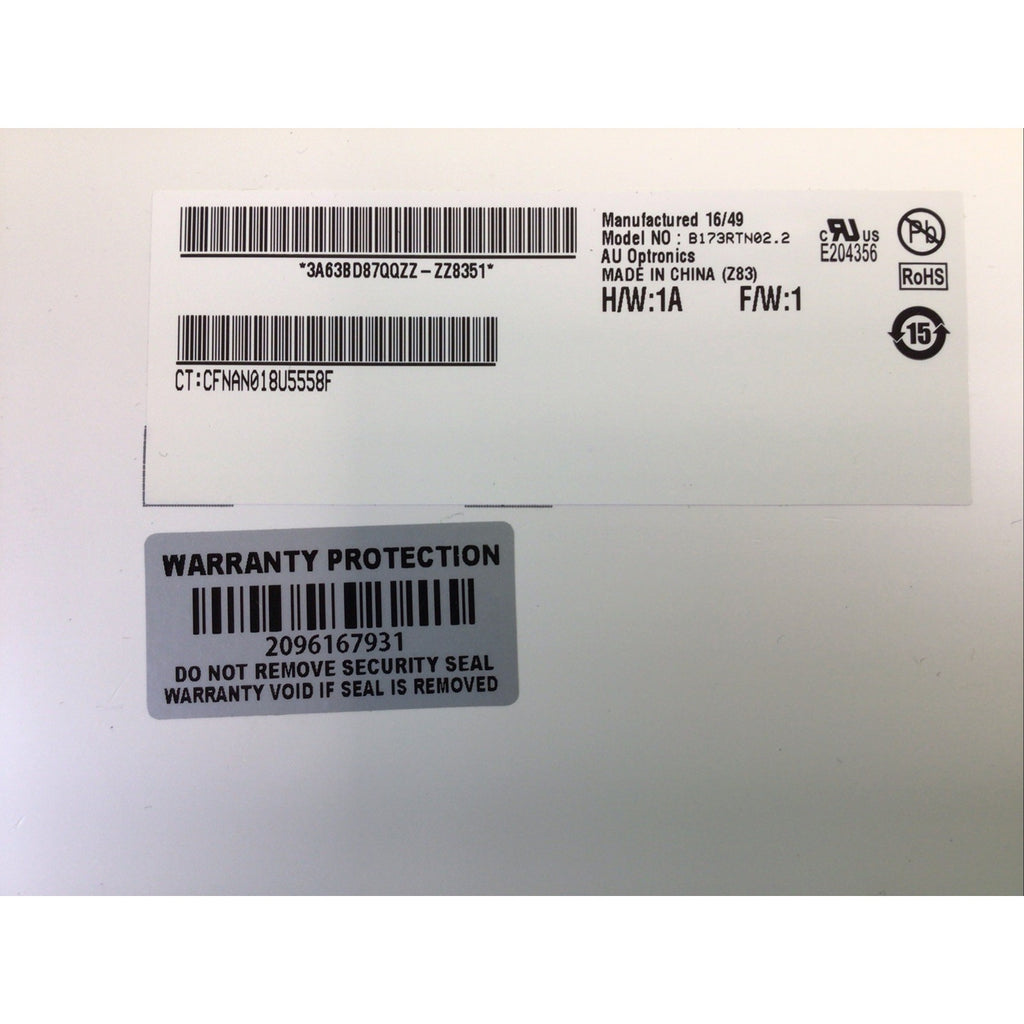 *3A63BD87QQZZ-ZZ8351*
CT:CFNAN018U5558F
Manufactured 16/49
Model NO : B173RTN02.2
AU Optronics
MADE IN CHINA (Z83)
H/W:1A F/W:1
c RU US
E204356
Pb
RoHS
15
WARRANTY PROTECTION
2096167931
DO NOT REMOVE SECURITY SEAL
WARRANTY VOID IF SEAL IS REMOVED